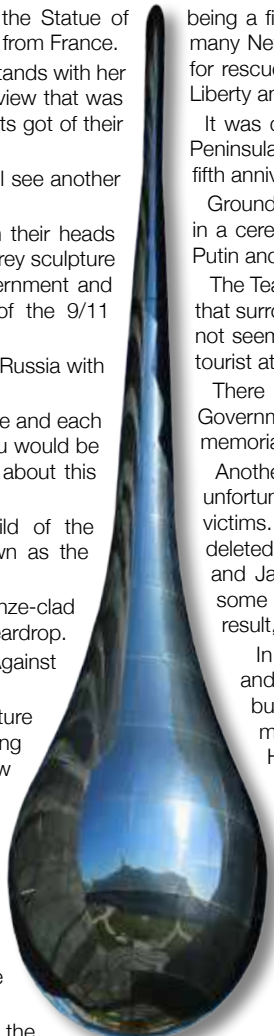 the Statue of
from France.
tands with her
view that was
ts got of their
l see another
n their heads
rey sculpture
ernment and
of the 9/11
Russia with
e and each
u would be
about this
ild of the
wn as the
nze-clad
eardrop.
Against
ture
ng
w
e
the
being a fi
many Ne
for rescue
Liberty an
It was d
Peninsula
fifth anniv
Ground
in a cere
Putin and
The Tea
that surro
not seem
tourist at
There
Governm
memoria
Anothe
unfortun
victims.
deleted
and Ja
some
result,
In
and
bu
m
H